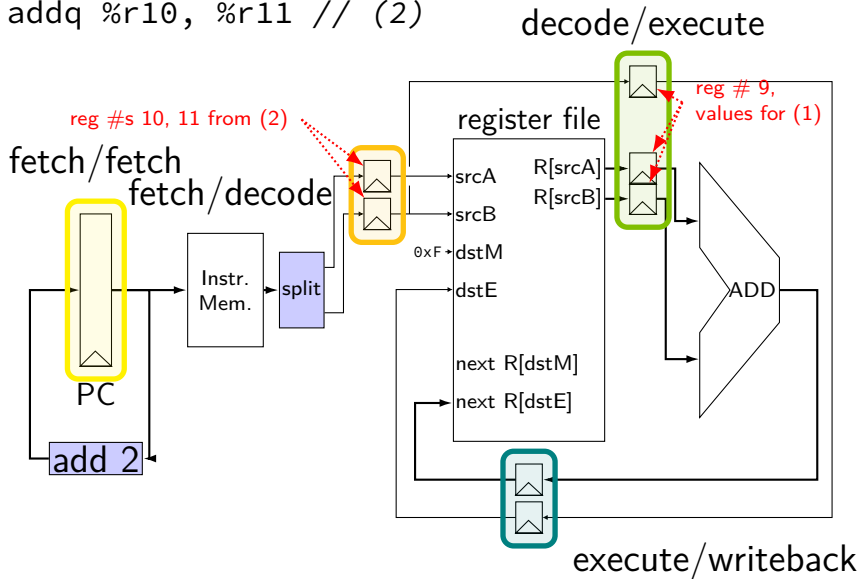 addq %r10, %r11 // (2)
decode/execute
reg # 9,
values for (1)
reg #s 10, 11 from (2)
register file
fetch/fetch
fetch/decode
R[srcA]
srcA
R[srcB]
srcB
0xF
dstM
Instr.
Mem.
split
dstE
ADD
next R[dstM]
PC
next R[dstE]
add 2
execute/writeback